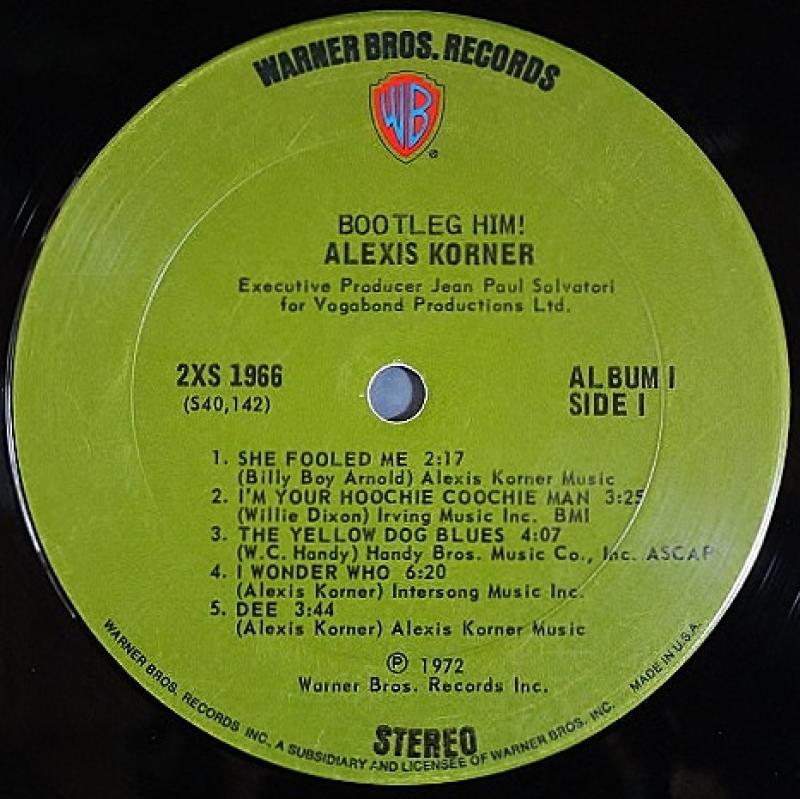 WARNER BROS. RECORDS
WB
®
BOOTLEG HIM!
ALEXIS KORNER
Executive Producer Jean Paul Salvatori
for Vagabond Productions Ltd.
2XS 1966
(S40,142)
ALBUM I
SIDE I
1. SHE FOOLED ME 2:17
(Billy Boy Arnold) Alexis Korner Music
2. I'M YOUR HOOCHIE COOCHIE MAN 3:25
(Willie Dixon) Irving Music Inc. BMI
3. THE YELLOW DOG BLUES 4:07
(W.C. Handy) Handy Bros. Music Co., Inc. ASCAP
4. I WONDER WHO 6:20
(Alexis Korner) Intersong Music Inc.
5. DEE 3:44
(Alexis Korner) Alexis Korner Music
℗ 1972
Warner Bros. Records Inc.
STEREO
WARNER BROS. RECORDS INC., A SUBSIDIARY AND LICENSEE OF WARNER BROS. INC. MADE IN U.S.A.